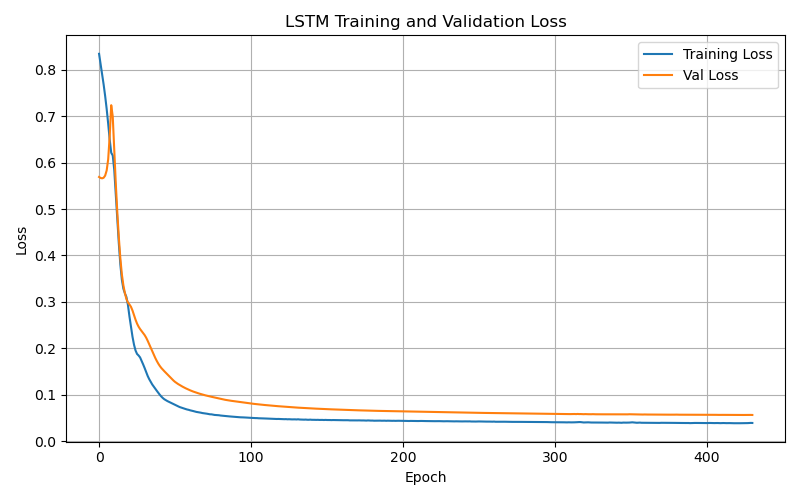 LSTM Training and Validation Loss
Training Loss
Val Loss
Loss
0.8
0.7
0.6
0.5
0.4
0.3
0.2
0.1
0.0
0 100 200 300 400
Epoch